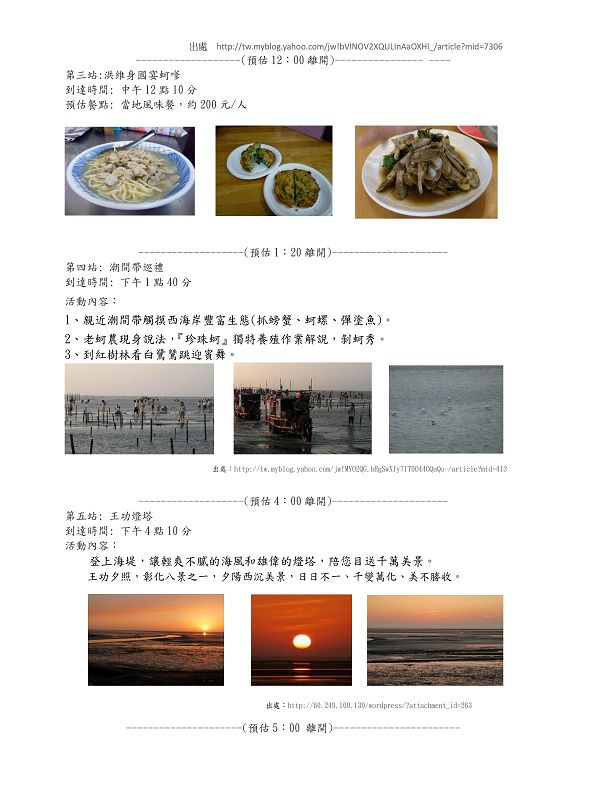 出處 http://tw.myblog.yahoo.com/jw!bVlNOV2XQULInAaOXHI_/article?mid=7306
-------------------(預估12：00離開)---------------- ----
第三站:洪維身國宴蚵嗲
到達時間: 中午12點10分
預估餐點: 當地風味餐，約200元/人
-------------------(預估1：20離開)---------------------
第四站: 潮間帶巡禮
到達時間: 下午1點40分
活動內容：
1、親近潮間帶觸摸西海岸豐富生態(抓螃蟹、蚵螺、彈塗魚)。
2、老蚵農現身說法，『珍珠蚵』獨特養殖作業解說，剝蚵秀。
3、到紅樹林看白鷺鷥跳迎賓舞。
出處：http://tw.myblog.yahoo.com/jw!MYO2QG.bHgSwXfy7IT0044OXqsQo-/article?mid=413
-------------------(預估4：00離開)---------------------
第五站: 王功燈塔
到達時間: 下午4點10分
活動內容：
登上海堤，讓輕爽不膩的海風和雄偉的燈塔，陪您目送千萬美景。
王功夕照，彰化八景之一，夕陽西沉美景，日日不一、千變萬化、美不勝收。
出處：http://60.249.100.130/wordpress/?attachment_id=263
---------------------(預估5：00 離開)-----------------------